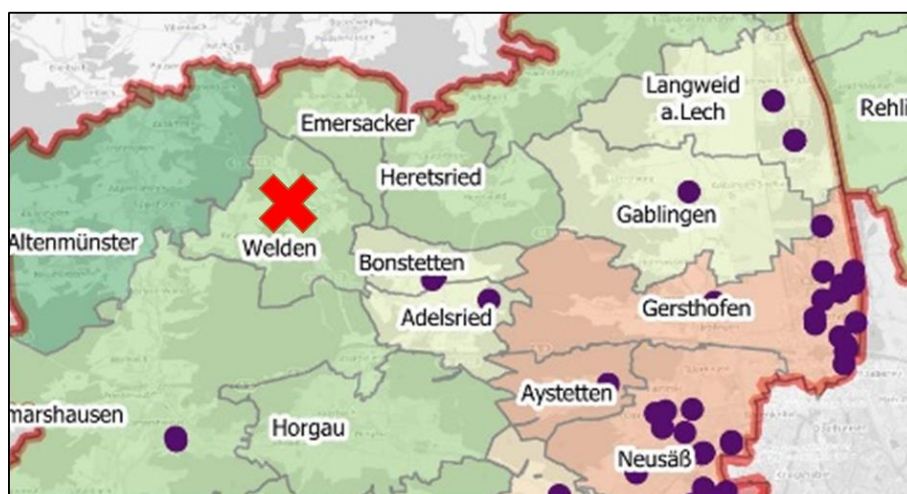 Langweid
a.Lech
Rehli
Emersacker
Heretsried
Gablingen
Altenmünster
Welden
Bonstetten
Adelsried
Gersthofen
Aystetten
marshausen
Horgau
Neusäß